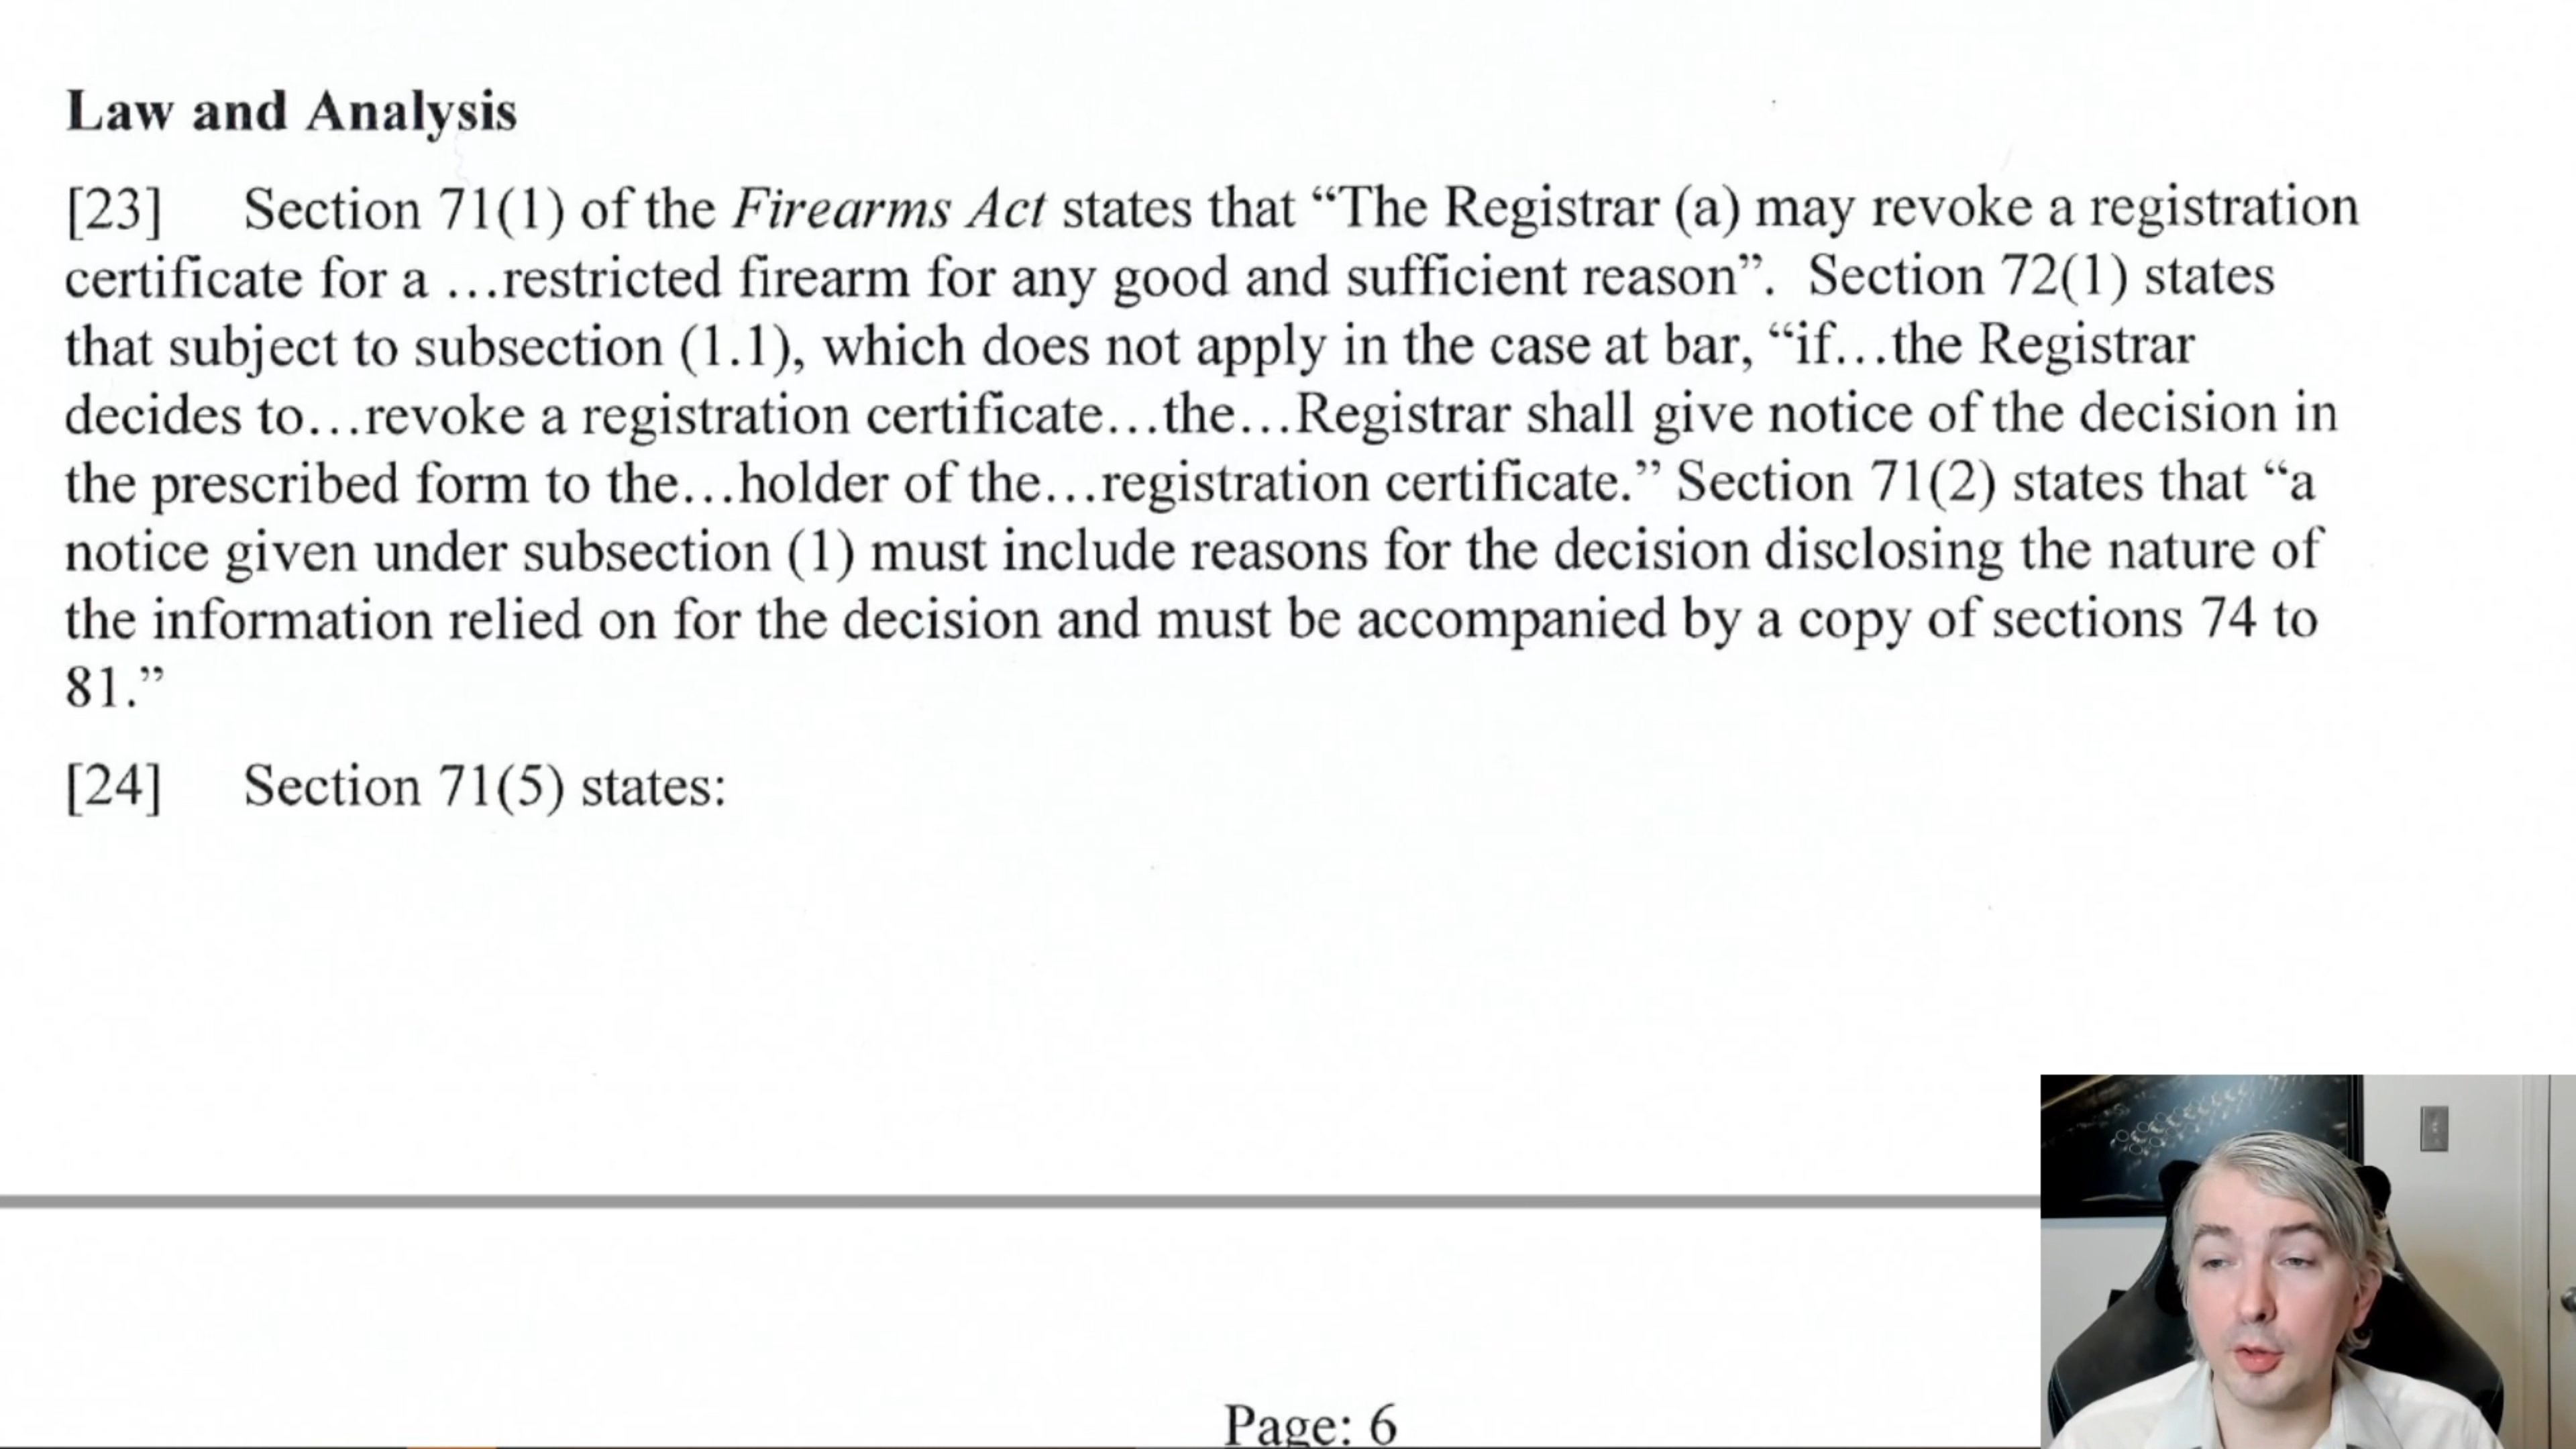 Law and Analysis
[23] Section 71(1) of the Firearms Act states that “The Registrar (a) may revoke a registration
certificate for a …restricted firearm for any good and sufficient reason”. Section 72(1) states
that subject to subsection (1.1), which does not apply in the case at bar, “if…the Registrar
decides to…revoke a registration certificate…the…Registrar shall give notice of the decision in
the prescribed form to the…holder of the…registration certificate.” Section 71(2) states that “a
notice given under subsection (1) must include reasons for the decision disclosing the nature of
the information relied on for the decision and must be accompanied by a copy of sections 74 to
81.”
[24] Section 71(5) states:
Page: 6